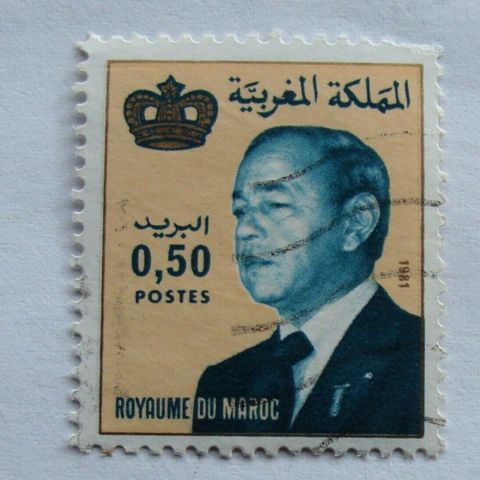 المملكة المغربية
البريد
0,50
POSTES
1981
ROYAUME DU MAROC